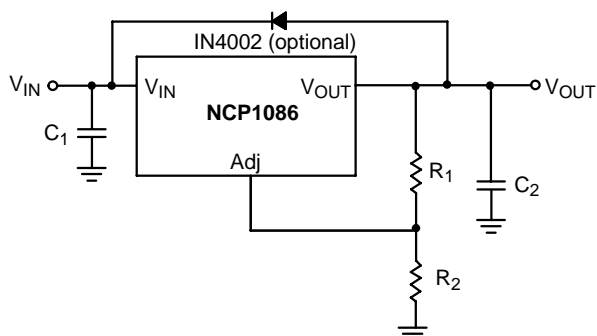 IN4002 (optional)
VIN
VIN
VOUT
VOUT
NCP1086
C1
Adj
R1
C2
R2